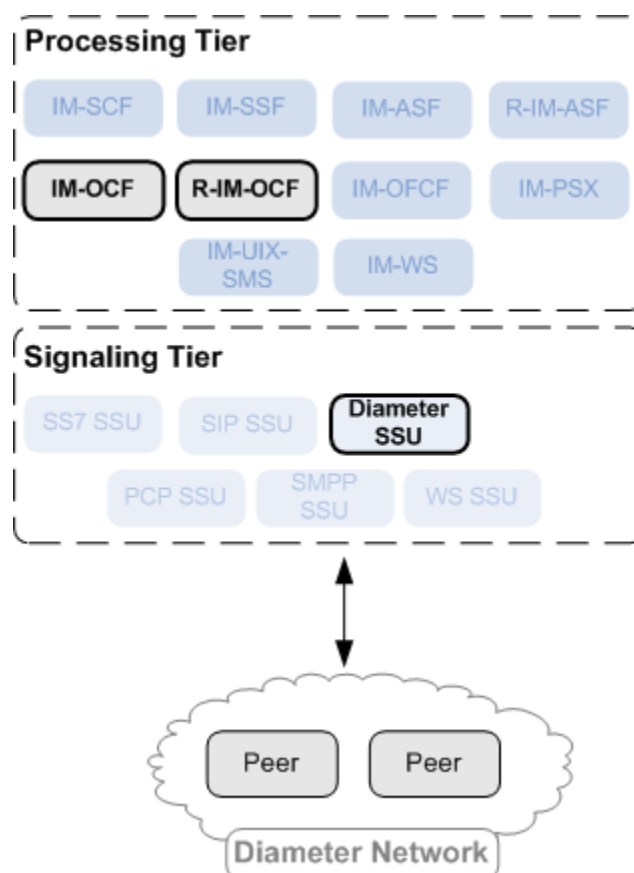 Processing Tier
IM-SCF
IM-SSF
IM-ASF
R-IM-ASF
IM-OCF
R-IM-OCF
IM-OFCF
IM-PSX
IM-UIX-
SMS
IM-WS
Signaling Tier
SS7 SSU
SIP SSU
Diameter
SSU
PCP SSU
SMPP
SSU
WS SSU
Peer
Peer
Diameter Network